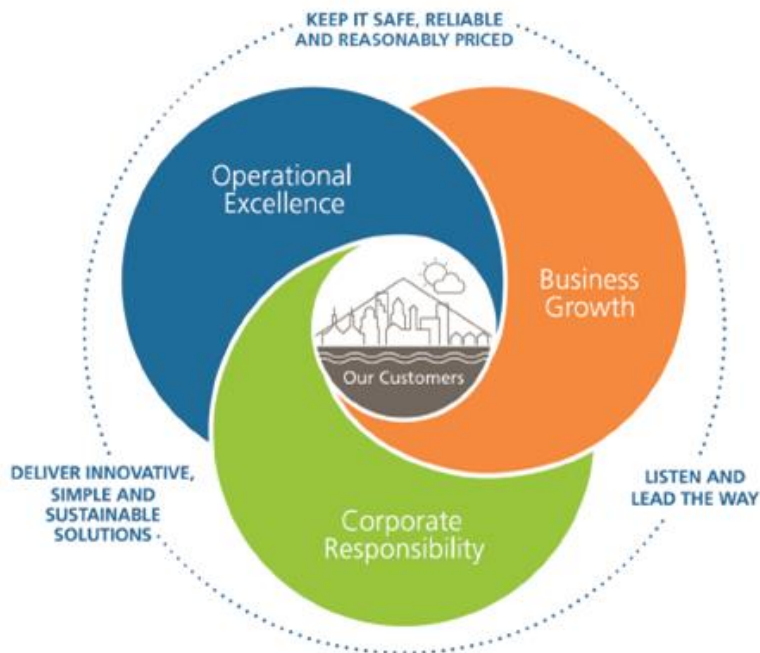 KEEP IT SAFE, RELIABLE
AND REASONABLY PRICED
Operational
Excellence
Business
Growth
Our Customers
DELIVER INNOVATIVE,
SIMPLE AND
SUSTAINABLE
SOLUTIONS
LISTEN AND
LEAD THE WAY
Corporate
Responsibility